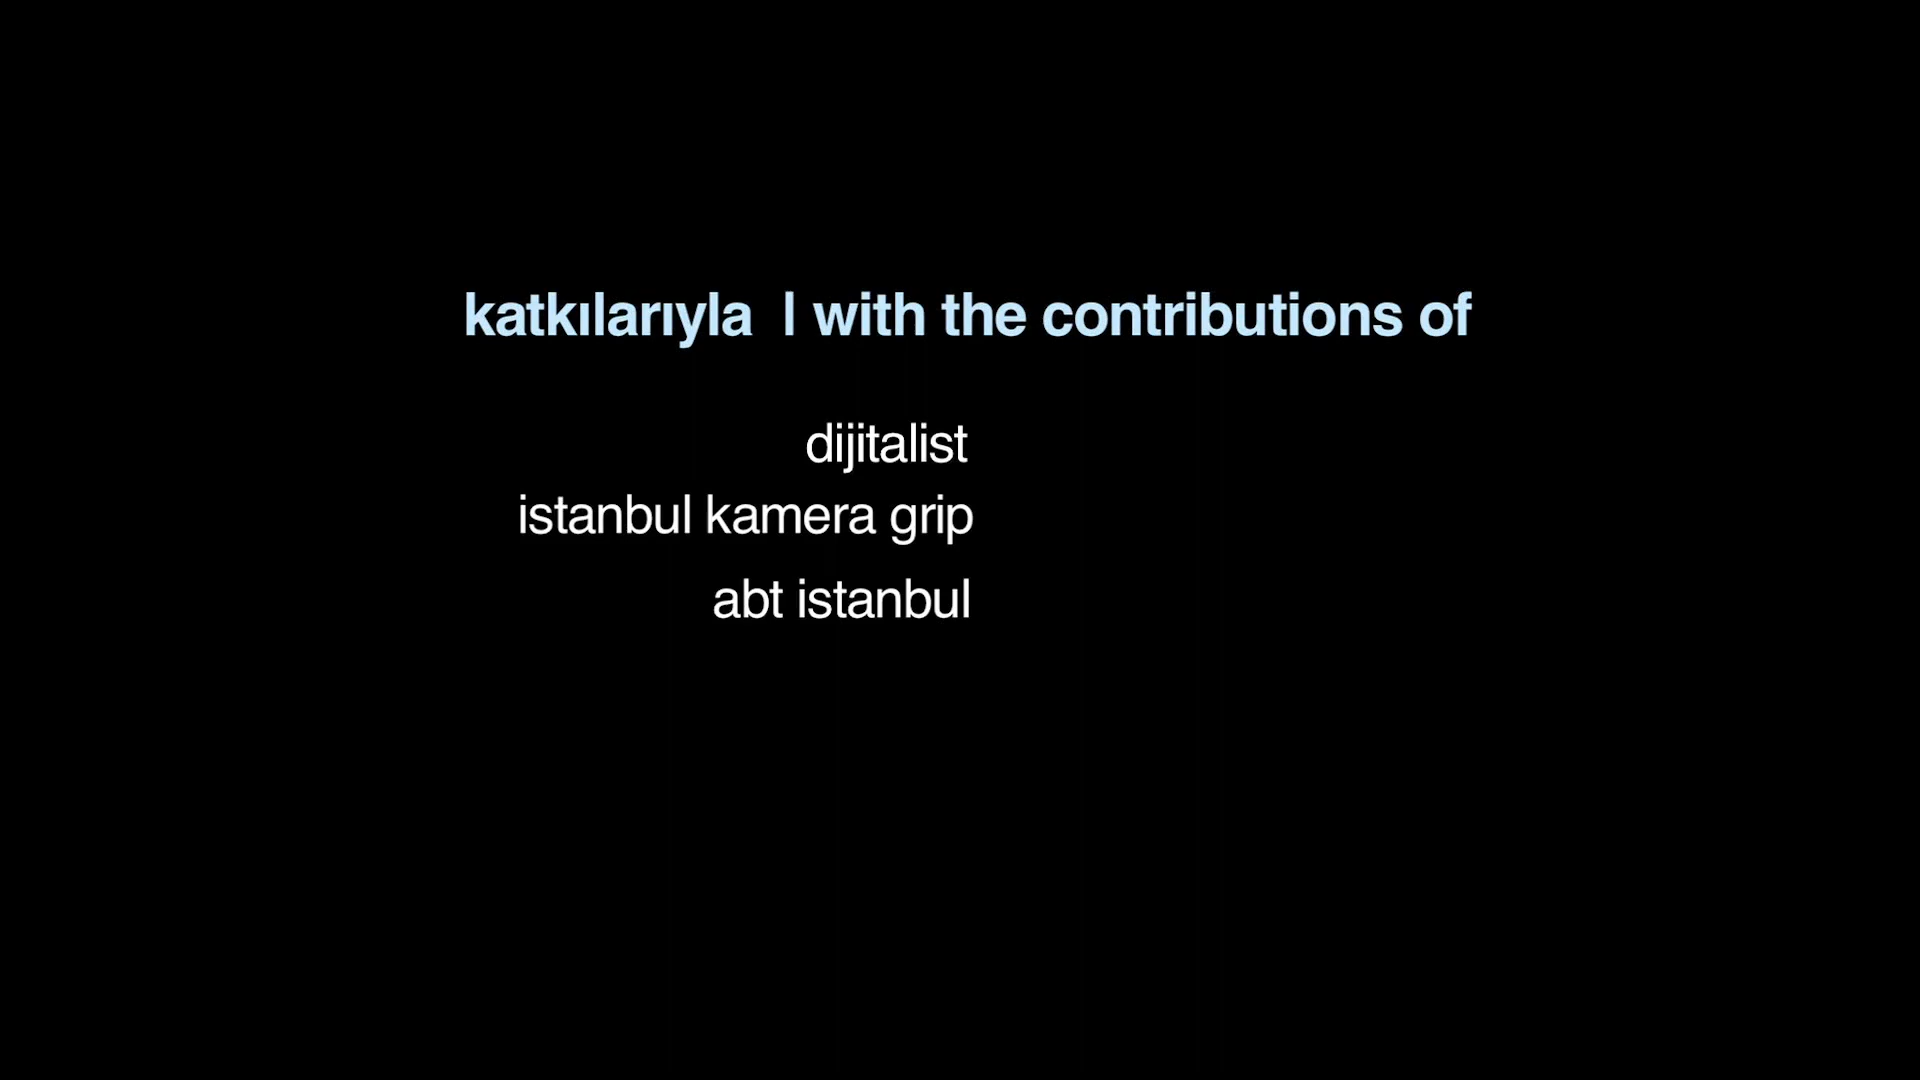 katkılarıyla | with the contributions of
dijitalist
istanbul kamera grip
abt istanbul